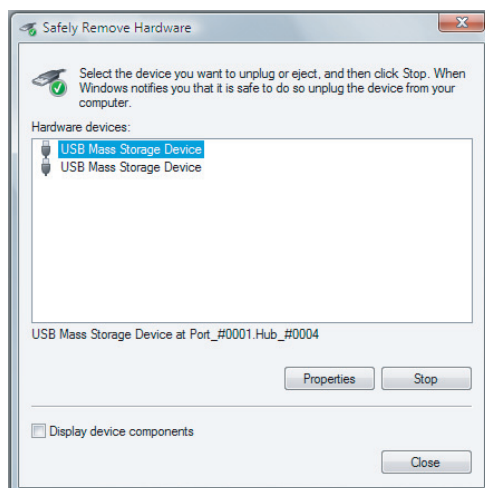 Safely Remove Hardware
Select the device you want to unplug or eject, and then click Stop. When
Windows notifies you that it is safe to do so unplug the device from your
computer.
Hardware devices:
USB Mass Storage Device
USB Mass Storage Device
USB Mass Storage Device at Port_#0001.Hub_#0004
Properties Stop
Display device components
Close